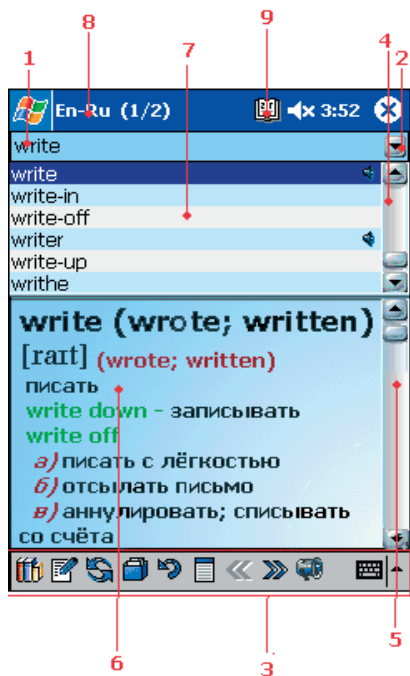 8 9
1 7 4 2
En-Ru (1/2) 3:52
write
write
write-in
write-off
writer
write-up
writhe
write (wrote; written)
[raɪt] (wrote; written)
писать
write down - записывать
write off
а) писать с лёгкостью
б) отсылать письмо
в) аннулировать; списывать
со счёта
6 3 5